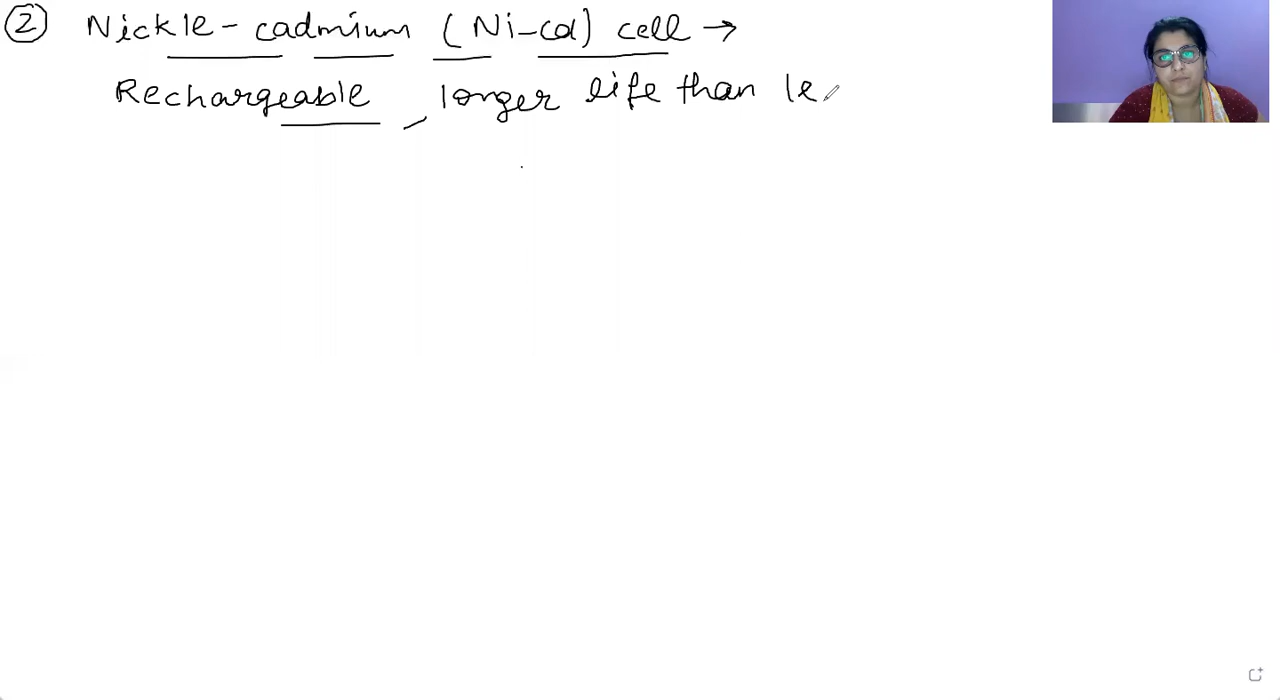 ② Nickle - cadmium (Ni-cd) cell →
Rechargeable, longer life than le